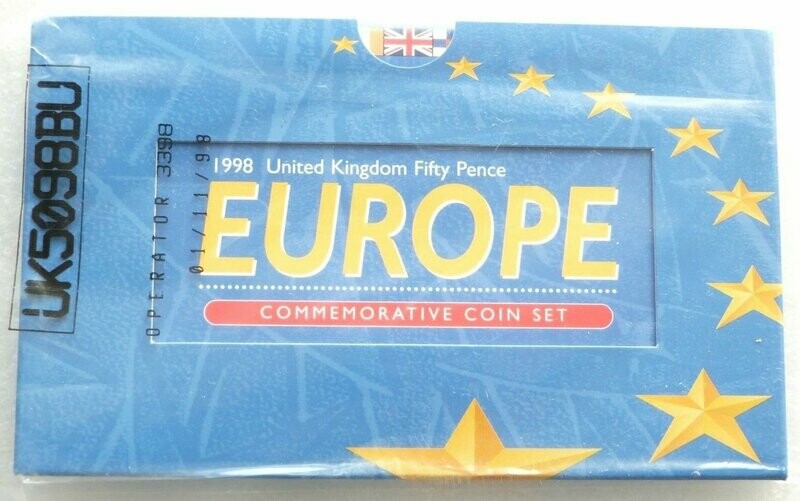 UK5098BU
OPERATOR 3398
01/11/98
1998 United Kingdom Fifty Pence
EUROPE
COMMEMORATIVE COIN SET